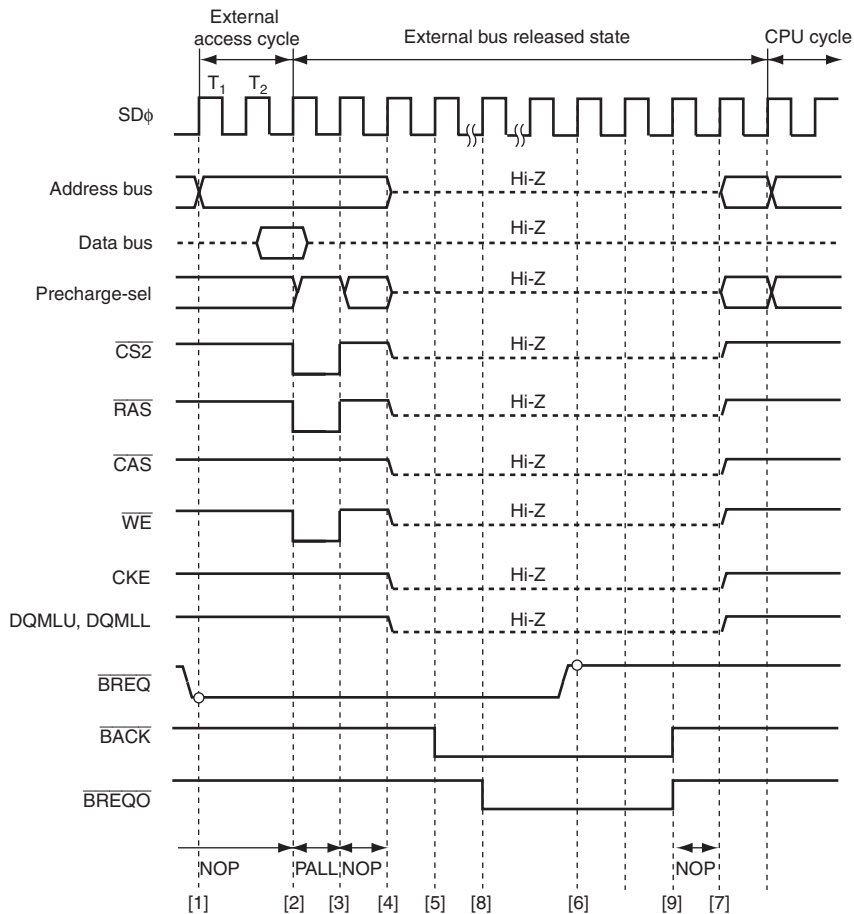 External
access cycle
External bus released state
CPU cycle
T1 T2
SDϕ
Address bus
Hi-Z
Data bus
Hi-Z
Precharge-sel
Hi-Z
CS2
Hi-Z
RAS
Hi-Z
CAS
Hi-Z
WE
Hi-Z
CKE
Hi-Z
DQMLU, DQMLL
Hi-Z
BREQ
BACK
BREQO
NOP PALL NOP NOP
[1] [2] [3] [4] [5] [8] [6] [9] [7]